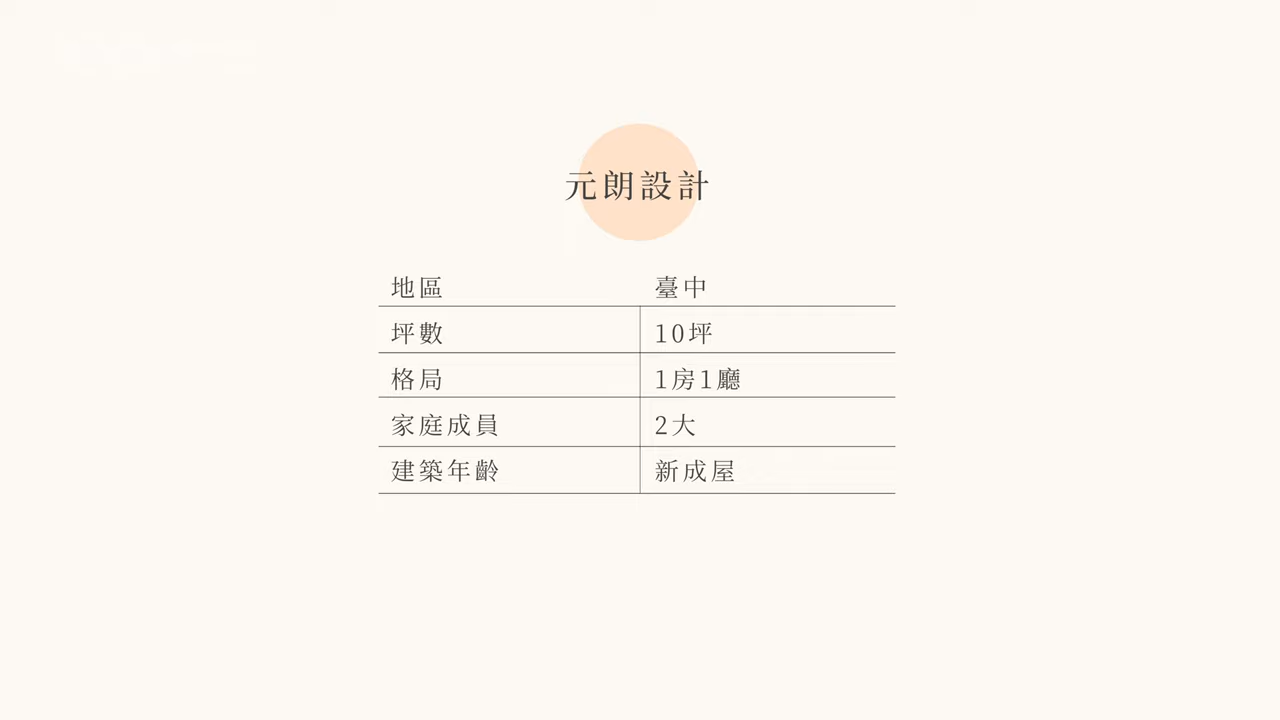 元朗設計
地區 臺中
坪數 10坪
格局 1房1廳
家庭成員 2大
建築年齡 新成屋